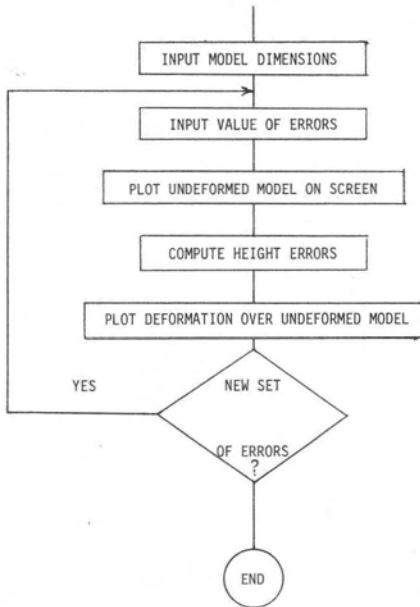 INPUT MODEL DIMENSIONS
INPUT VALUE OF ERRORS
PLOT UNDEFORMED MODEL ON SCREEN
COMPUTE HEIGHT ERRORS
PLOT DEFORMATION OVER UNDEFORMED MODEL
YES
NEW SET
OF ERRORS
?
END